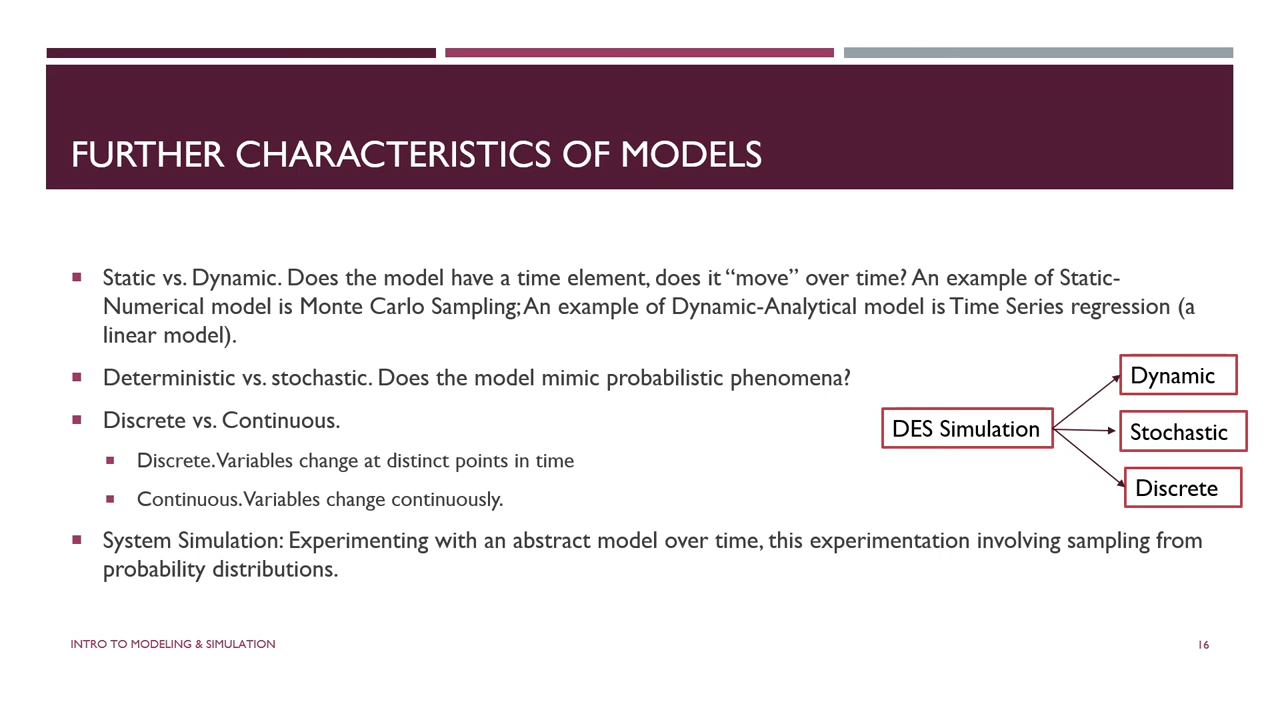 FURTHER CHARACTERISTICS OF MODELS
Static vs. Dynamic. Does the model have a time element, does it “move” over time? An example of Static-
Numerical model is Monte Carlo Sampling; An example of Dynamic-Analytical model is Time Series regression (a
linear model).
Deterministic vs. stochastic. Does the model mimic probabilistic phenomena?
Discrete vs. Continuous.
Discrete. Variables change at distinct points in time
Continuous. Variables change continuously.
DES Simulation
Dynamic
Stochastic
Discrete
System Simulation: Experimenting with an abstract model over time, this experimentation involving sampling from
probability distributions.
INTRO TO MODELING & SIMULATION
16